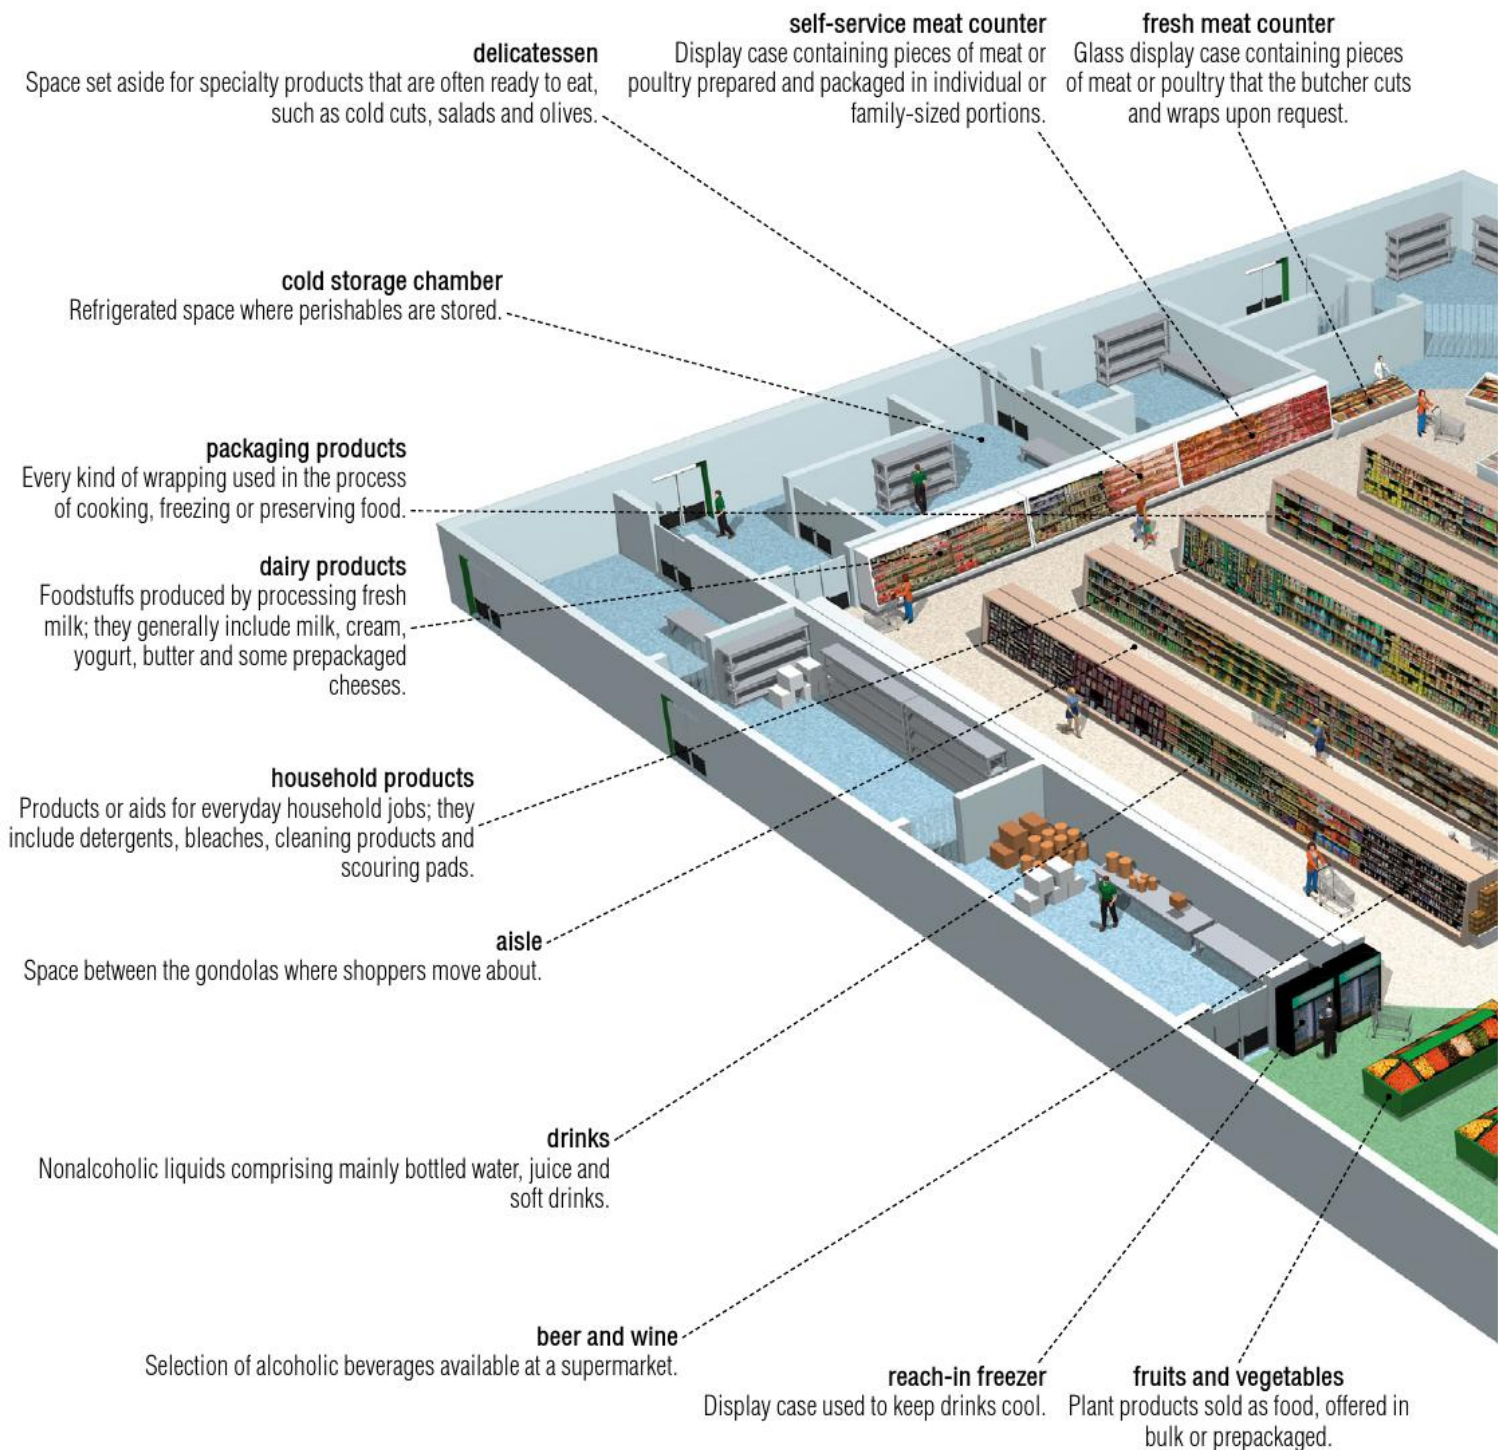 self-service meat counter
Display case containing pieces of meat or
poultry prepared and packaged in individual or
family-sized portions.
fresh meat counter
Glass display case containing pieces
of meat or poultry that the butcher cuts
and wraps upon request.
delicatessen
Space set aside for specialty products that are often ready to eat,
such as cold cuts, salads and olives.
cold storage chamber
Refrigerated space where perishables are stored.
packaging products
Every kind of wrapping used in the process
of cooking, freezing or preserving food.
dairy products
Foodstuffs produced by processing fresh
milk; they generally include milk, cream,
yogurt, butter and some prepackaged
cheeses.
household products
Products or aids for everyday household jobs; they
include detergents, bleaches, cleaning products and
scouring pads.
aisle
Space between the gondolas where shoppers move about.
drinks
Nonalcoholic liquids comprising mainly bottled water, juice and
soft drinks.
beer and wine
Selection of alcoholic beverages available at a supermarket.
reach-in freezer
Display case used to keep drinks cool.
fruits and vegetables
Plant products sold as food, offered in
bulk or prepackaged.